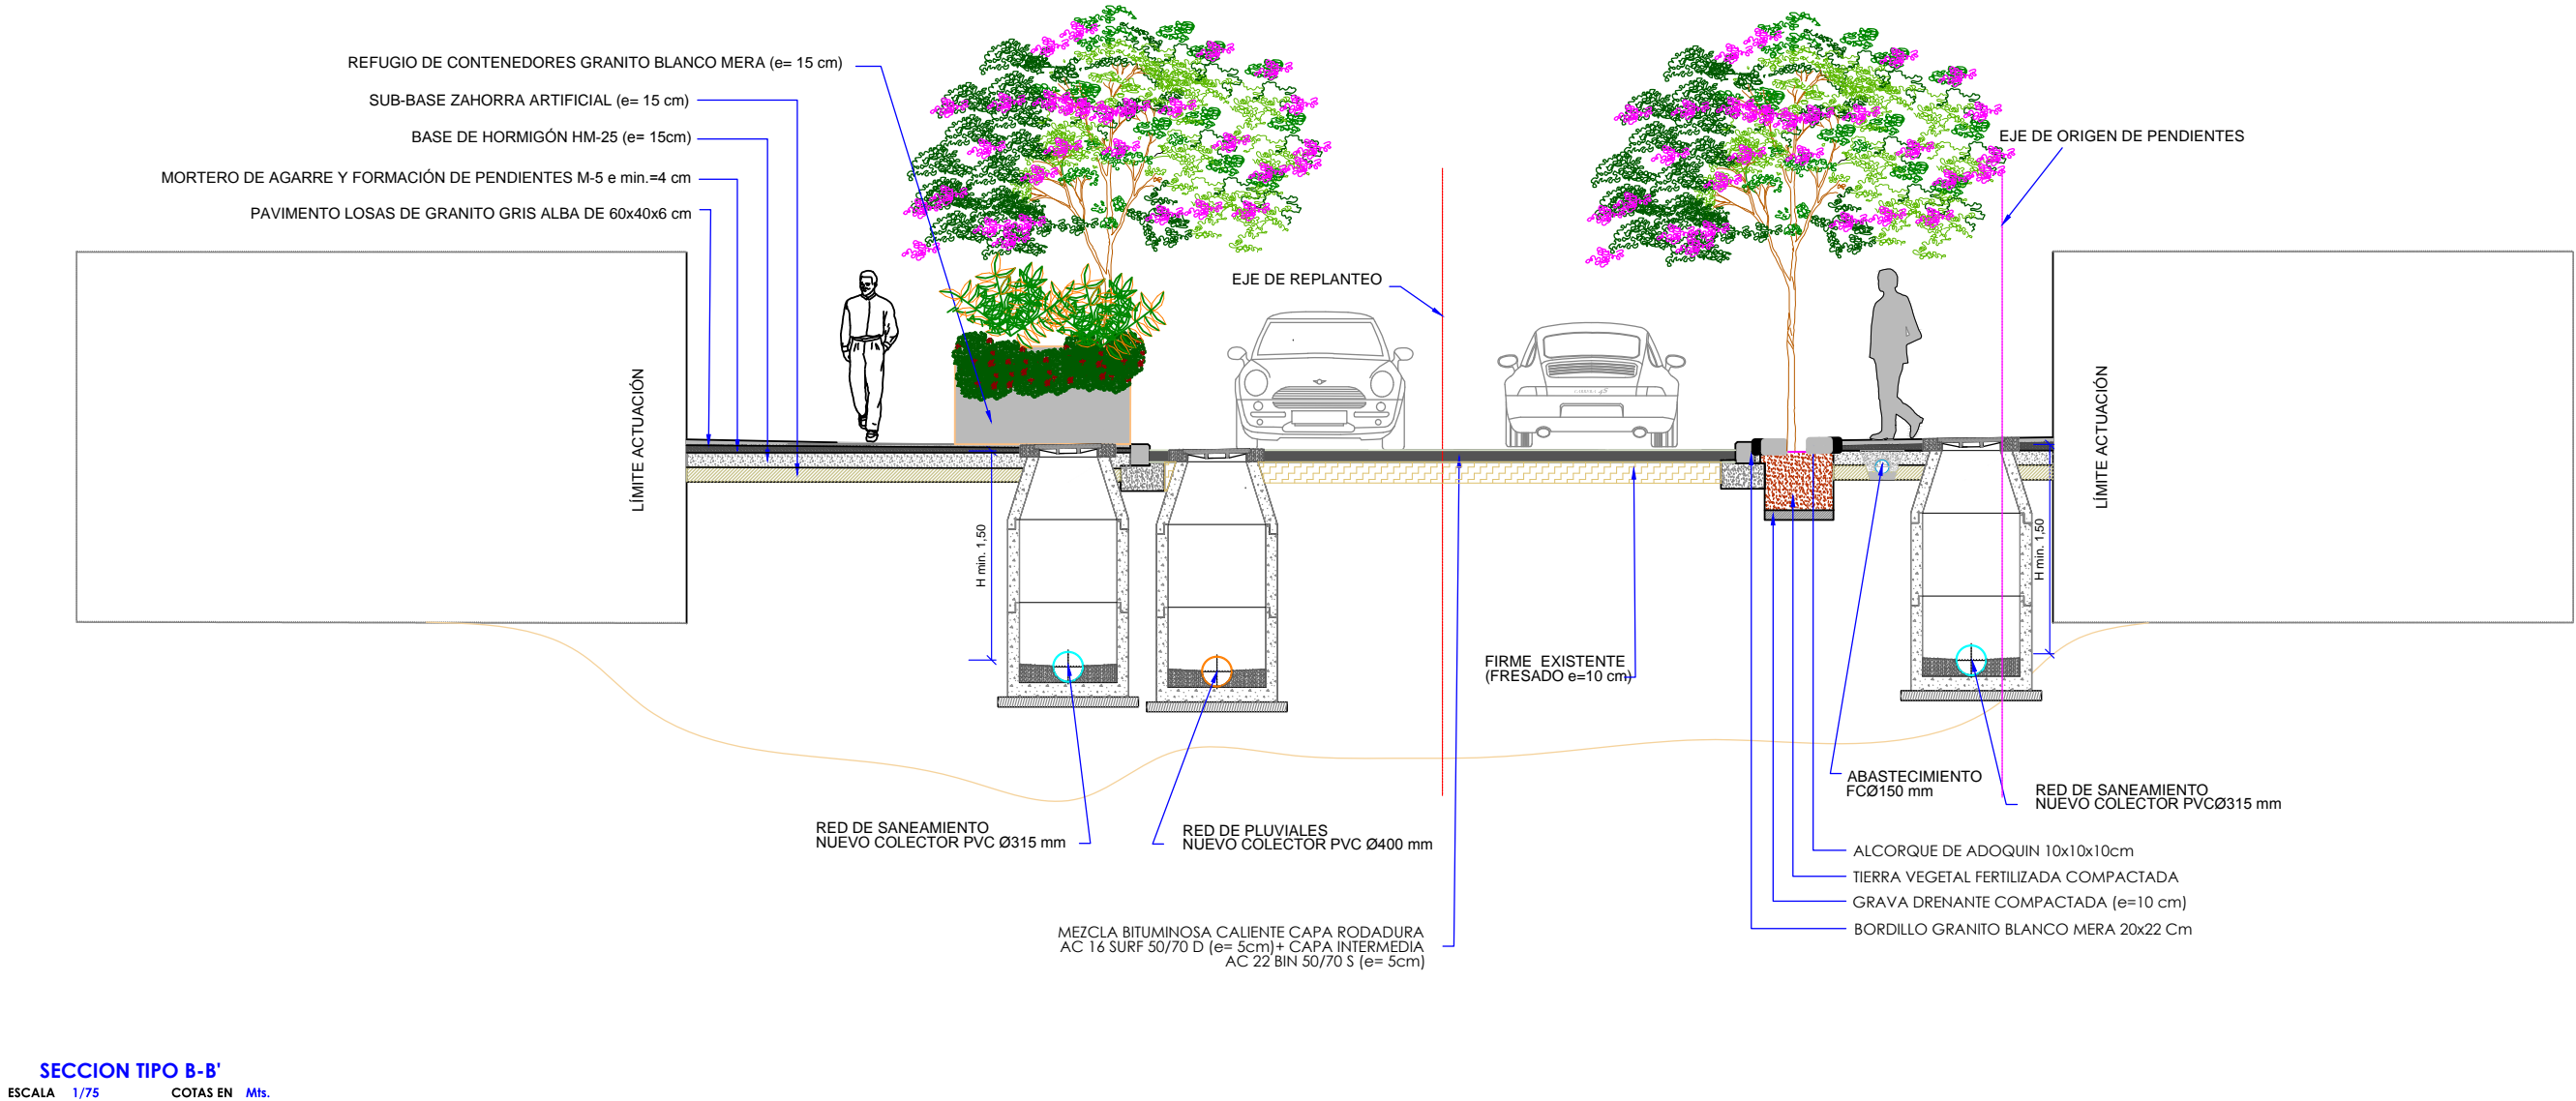 REFUGIO DE CONTENEDORES GRANITO BLANCO MERA (e= 15 cm)
SUB-BASE ZAHORRA ARTIFICIAL (e= 15 cm)
BASE DE HORMIGÓN HM-25 (e= 15cm)
MORTERO DE AGARRE Y FORMACIÓN DE PENDIENTES M-5 e min.=4 cm
PAVIMENTO LOSAS DE GRANITO GRIS ALBA DE 60x40x6 cm
EJE DE ORIGEN DE PENDIENTES
EJE DE REPLANTEO
LÍMITE ACTUACIÓN
LÍMITE ACTUACIÓN
H min. 1,50
H min. 1,50
FIRME EXISTENTE
(FRESADO e=10 cm)
ABASTECIMIENTO
FCØ150 mm
RED DE SANEAMIENTO
NUEVO COLECTOR PVCØ315 mm
RED DE SANEAMIENTO
NUEVO COLECTOR PVC Ø315 mm
RED DE PLUVIALES
NUEVO COLECTOR PVC Ø400 mm
ALCORQUE DE ADOQUIN 10x10x10cm
TIERRA VEGETAL FERTILIZADA COMPACTADA
GRAVA DRENANTE COMPACTADA (e=10 cm)
BORDILLO GRANITO BLANCO MERA 20x22 Cm
MEZCLA BITUMINOSA CALIENTE CAPA RODADURA
AC 16 SURF 50/70 D (e= 5cm)+ CAPA INTERMEDIA
AC 22 BIN 50/70 S (e= 5cm)
SECCION TIPO B-B'
ESCALA 1/75 COTAS EN Mts.